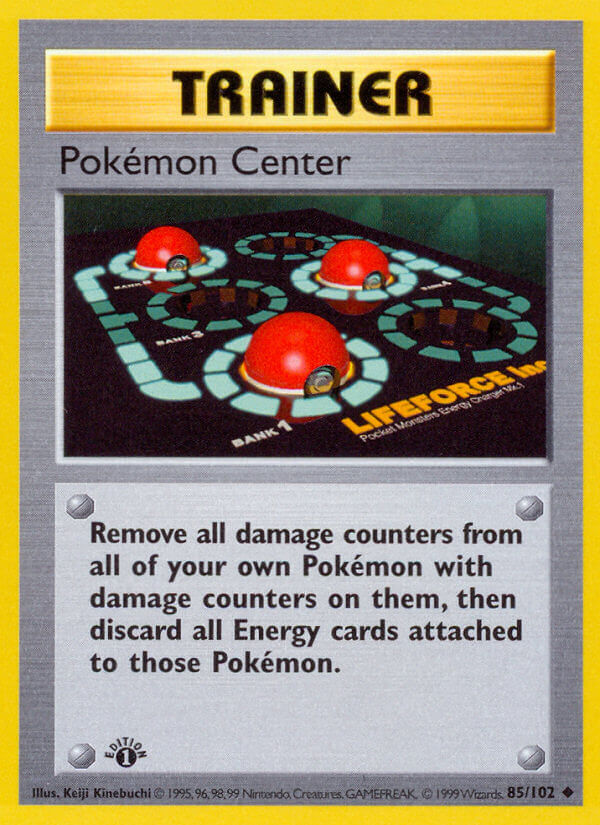 TRAINER
Pokémon Center
BANK 3
BANK 1
LIFEFORCE Inc
Pocket Monsters Energy Charger Mk.1
Remove all damage counters from
all of your own Pokémon with
damage counters on them, then
discard all Energy cards attached
to those Pokémon.
EDITION
1
Illus. Keiji Kinebuchi © 1995, 96, 98, 99 Nintendo, Creatures, GAMEFREAK. © 1999 Wizards. 85/102